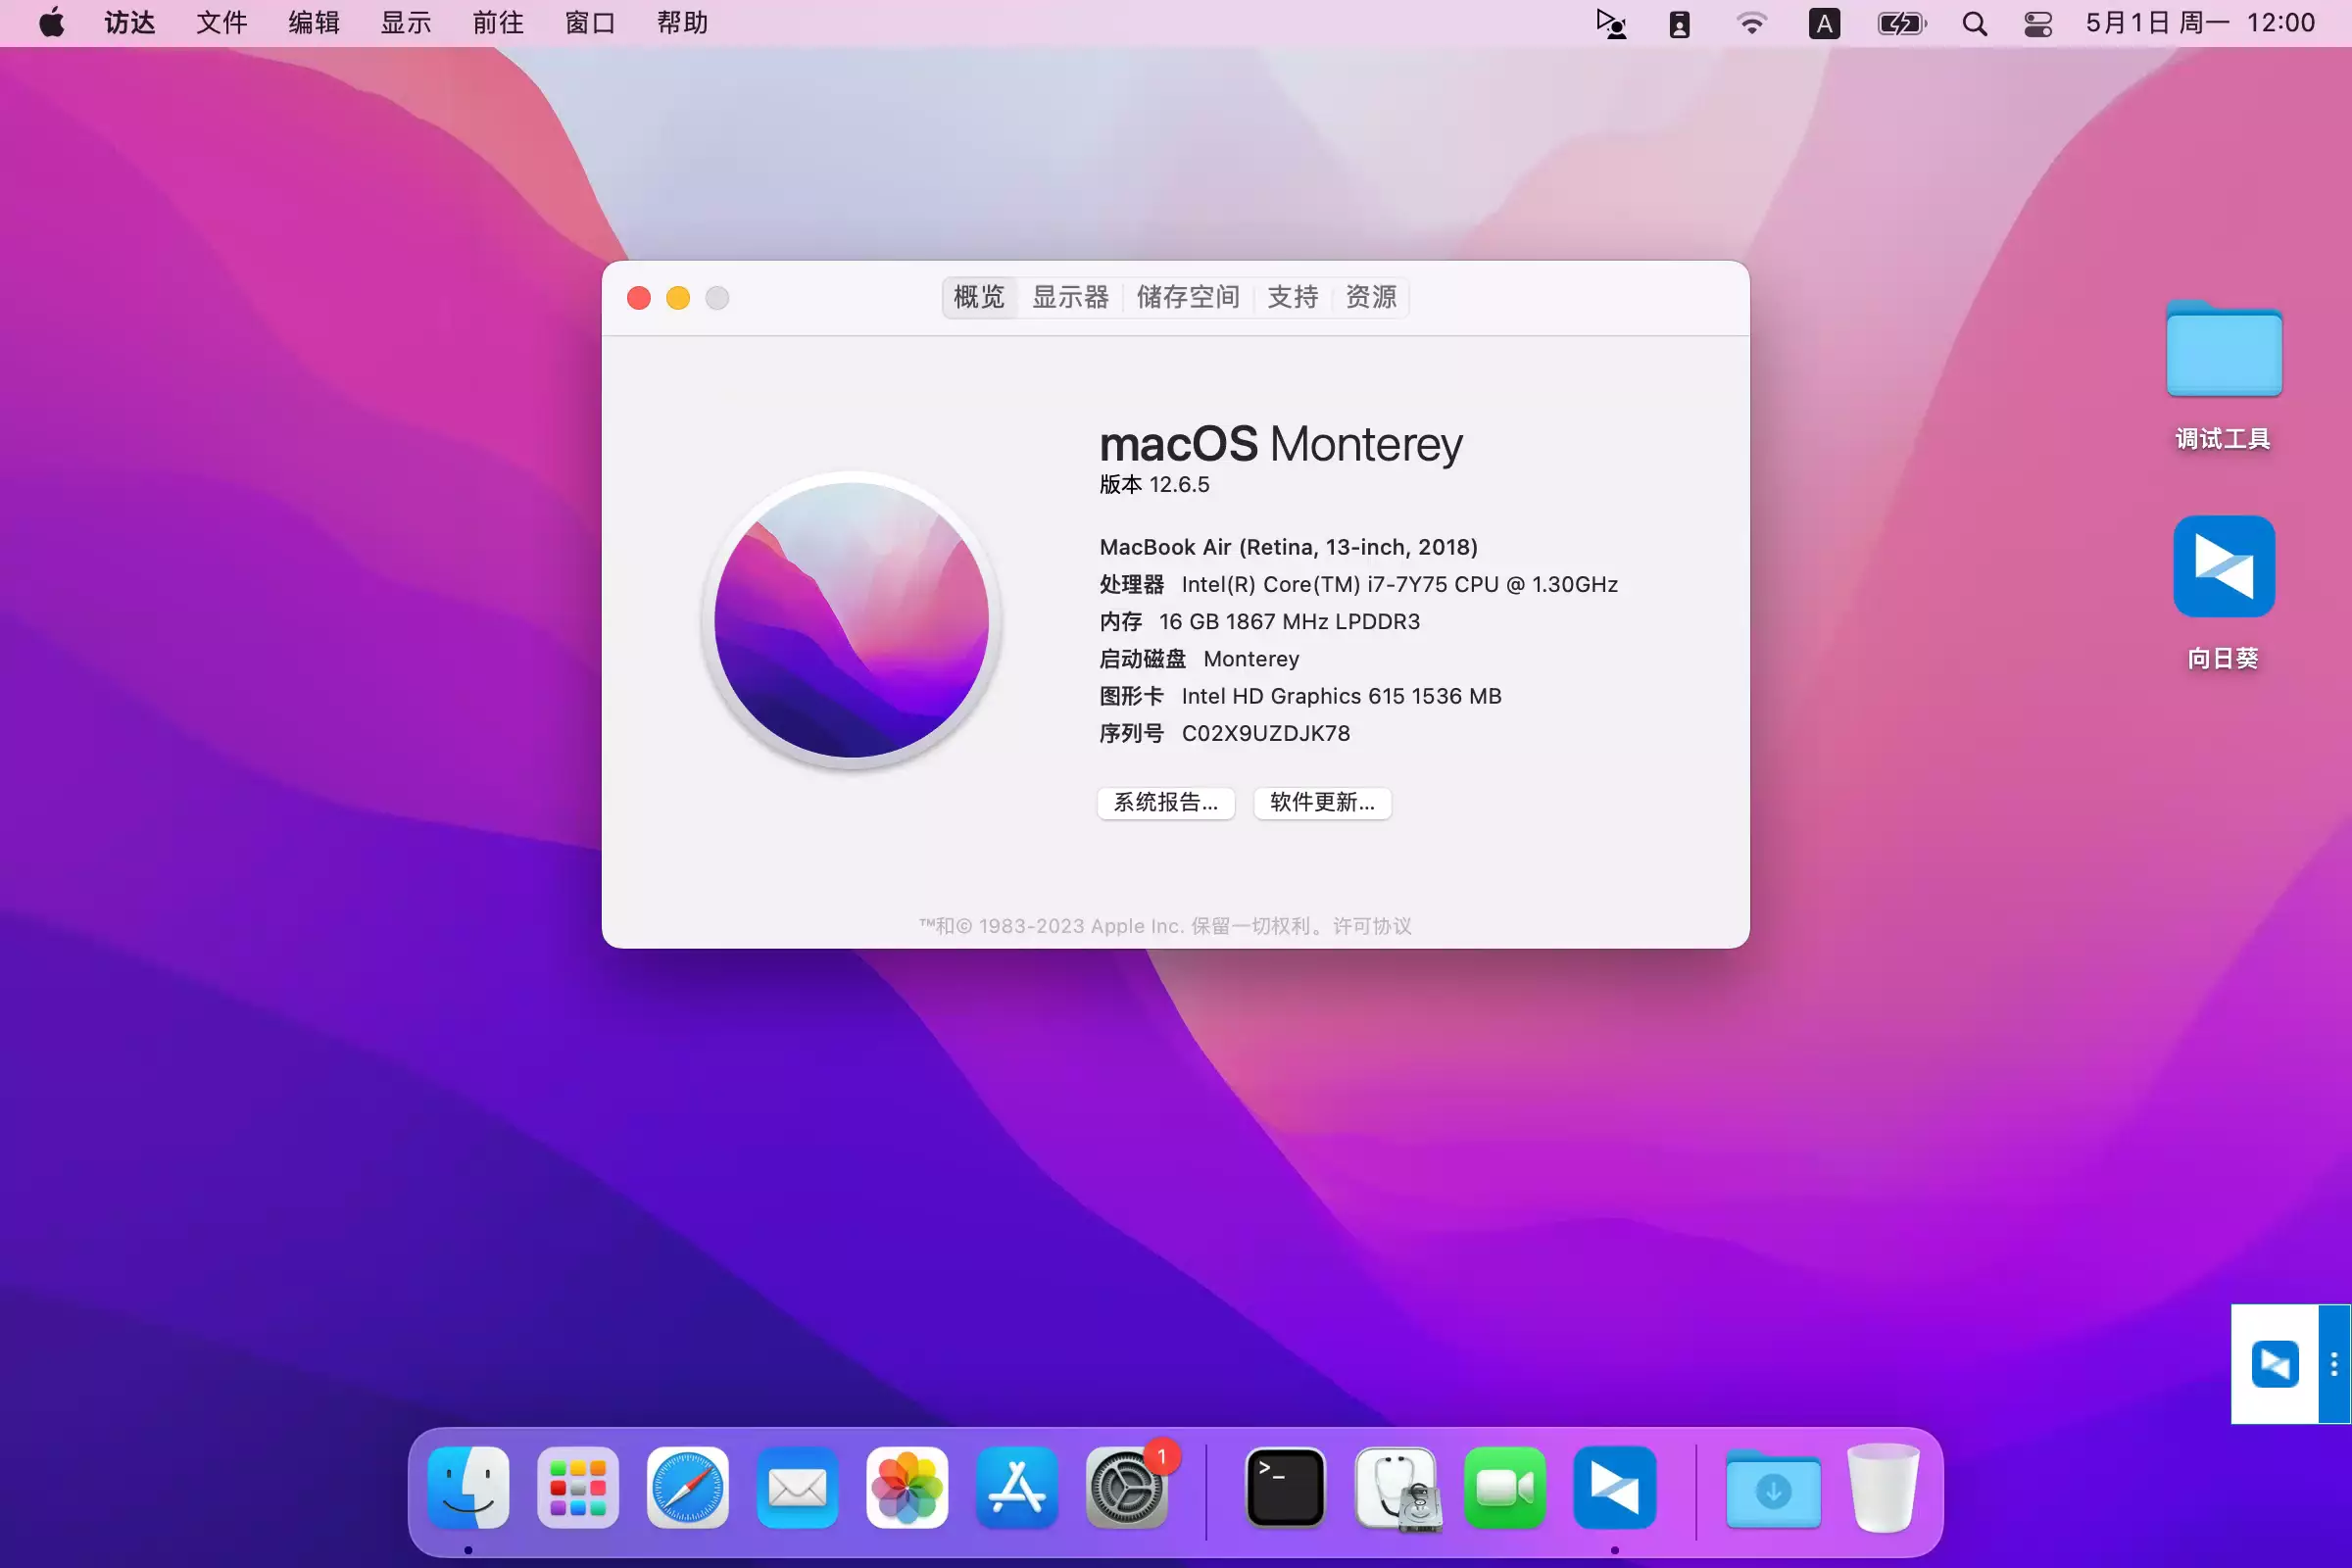 访达 文件 编辑 显示 前往 窗口 帮助 A 5月1日 周一 12:00
概览 显示器 储存空间 支持 资源
macOS Monterey
版本 12.6.5
MacBook Air (Retina, 13-inch, 2018)
处理器 Intel(R) Core(TM) i7-7Y75 CPU @ 1.30GHz
内存 16 GB 1867 MHz LPDDR3
启动磁盘 Monterey
图形卡 Intel HD Graphics 615 1536 MB
序列号 C02X9UZDJK78
系统报告... 软件更新...
™和© 1983-2023 Apple Inc. 保留一切权利。许可协议
调试工具
向日葵
1
>_